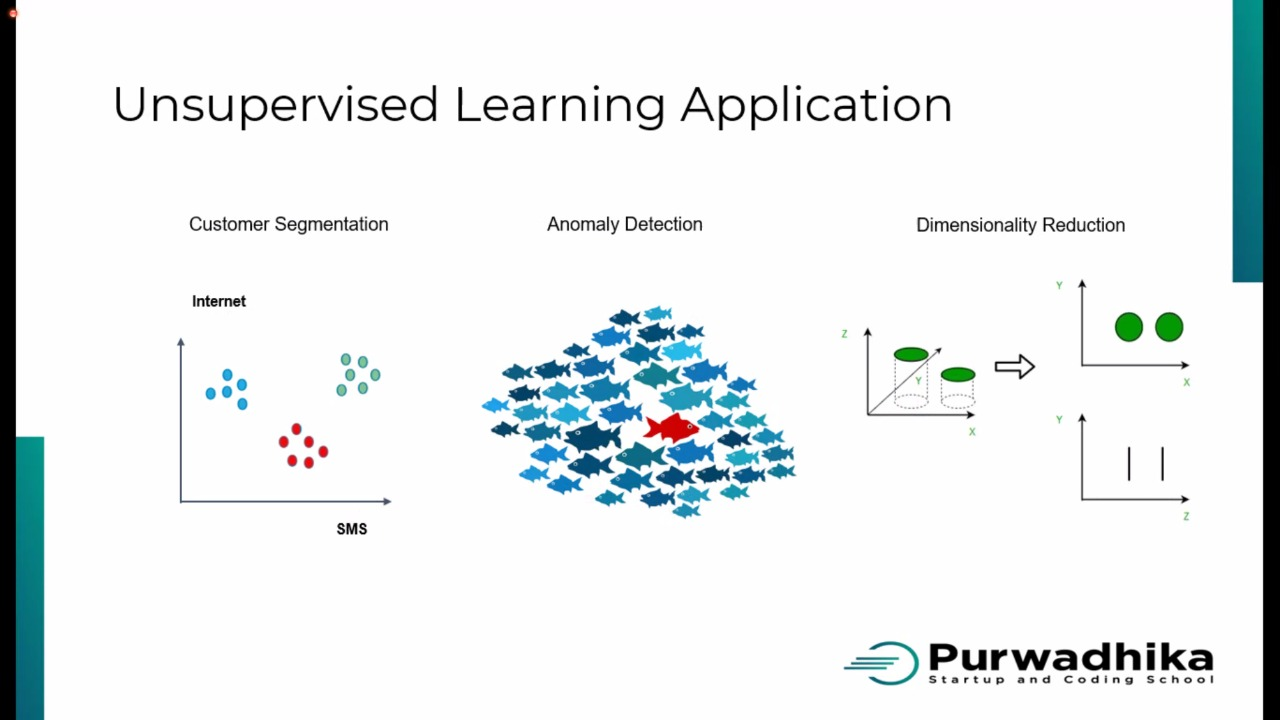 Unsupervised Learning Application
Customer Segmentation
Internet
SMS
Anomaly Detection
Dimensionality Reduction
Z
Y
X
Y
X
Y
Z
Purwadhika
Startup and Coding School